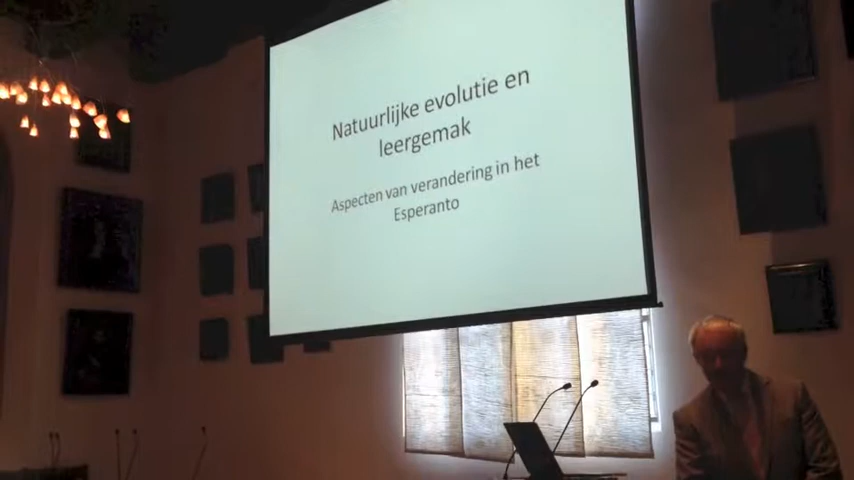 Natuurlijke evolutie en
leergemak
Aspecten van verandering in het
Esperanto